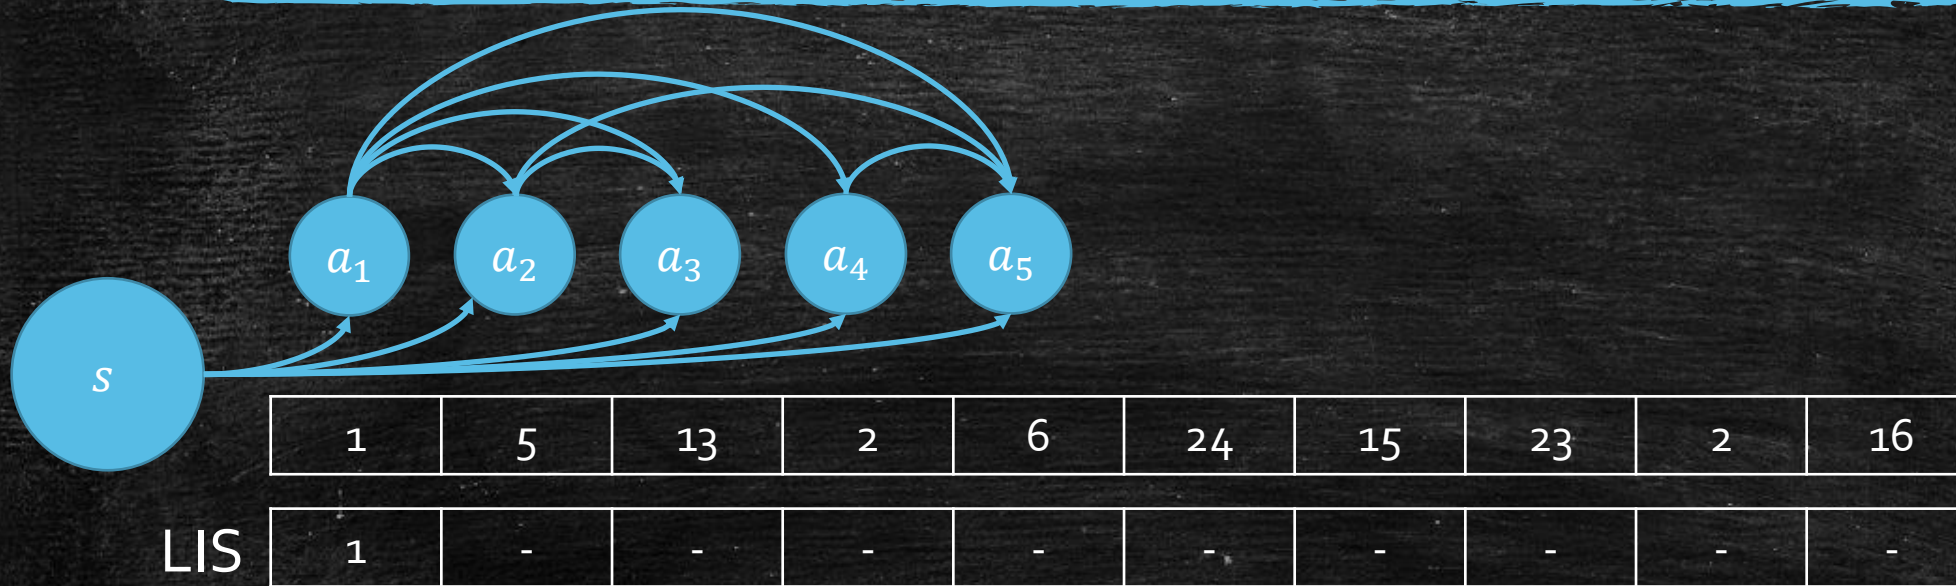 a₁ a₂ a₃ a₄ a₅
s
1 5 13 2 6 24 15 23 2 16
LIS 1 - - - - - - - - -